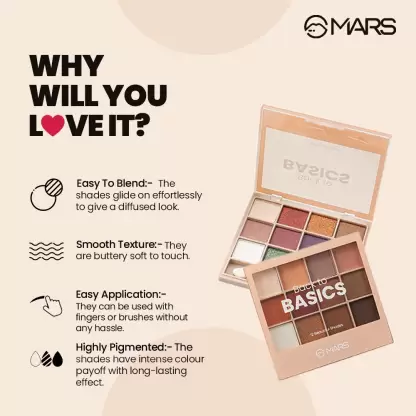 MARS
WHY
WILL YOU
LOVE IT?
Easy To Blend:- The
shades glide on effortlessly
to give a diffused look.
Smooth Texture:- They
are buttery soft to touch.
Easy Application:-
They can be used with
fingers or brushes without
any hassle.
Highly Pigmented:- The
shades have intense colour
payoff with long-lasting
effect.
BASICS
Back to
Back to
BASICS
MARS